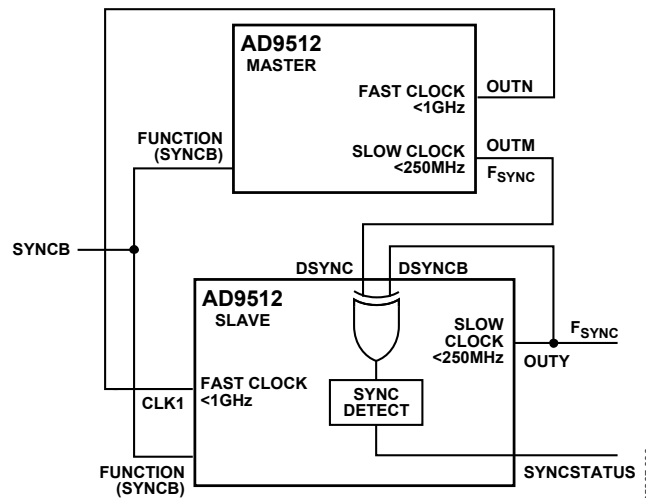 AD9512
MASTER
FAST CLOCK
<1GHz
OUTN
FUNCTION
(SYNCB)
SLOW CLOCK
<250MHz
OUTM
FSYNC
SYNCB
DSYNC
DSYNCB
AD9512
SLAVE
SLOW
CLOCK
<250MHz
FSYNC
OUTY
FAST CLOCK
<1GHz
CLK1
SYNC
DETECT
FUNCTION
(SYNCB)
SYNCSTATUS